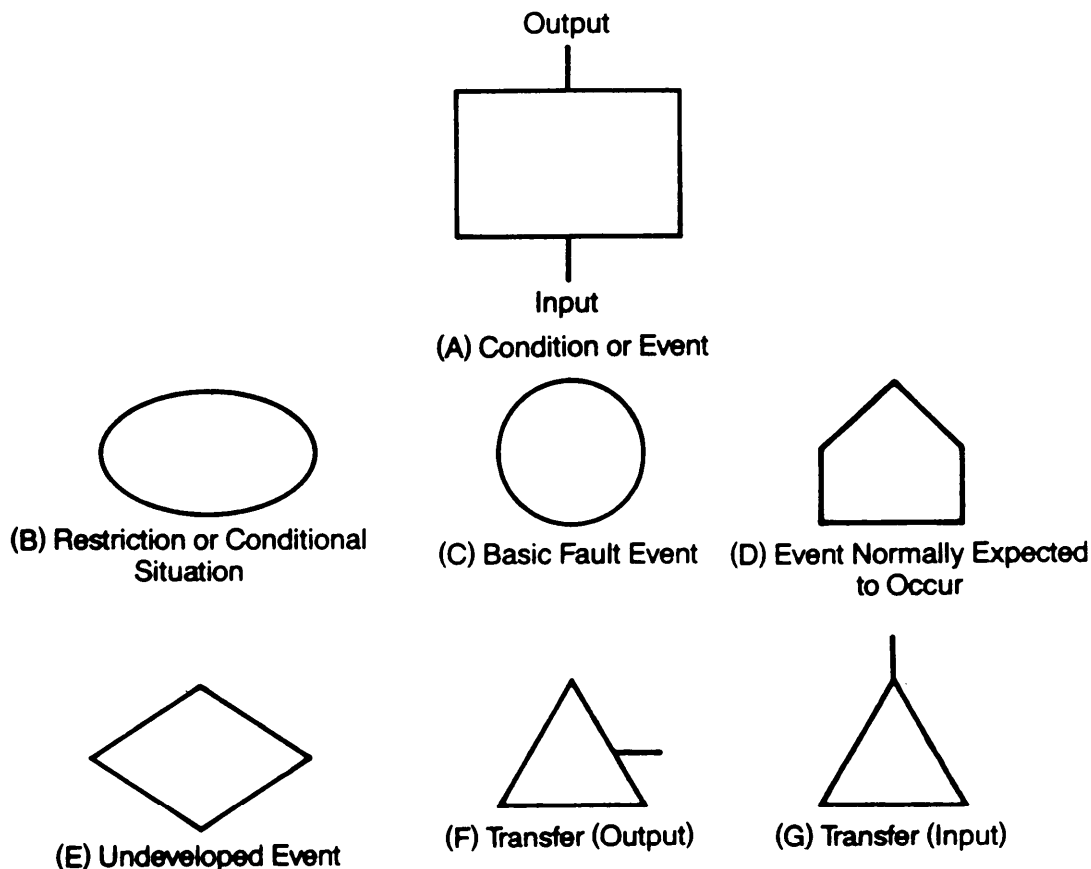 Output
Input
(A) Condition or Event
(B) Restriction or Conditional
Situation
(C) Basic Fault Event
(D) Event Normally Expected
to Occur
(E) Undeveloped Event
(F) Transfer (Output)
(G) Transfer (Input)